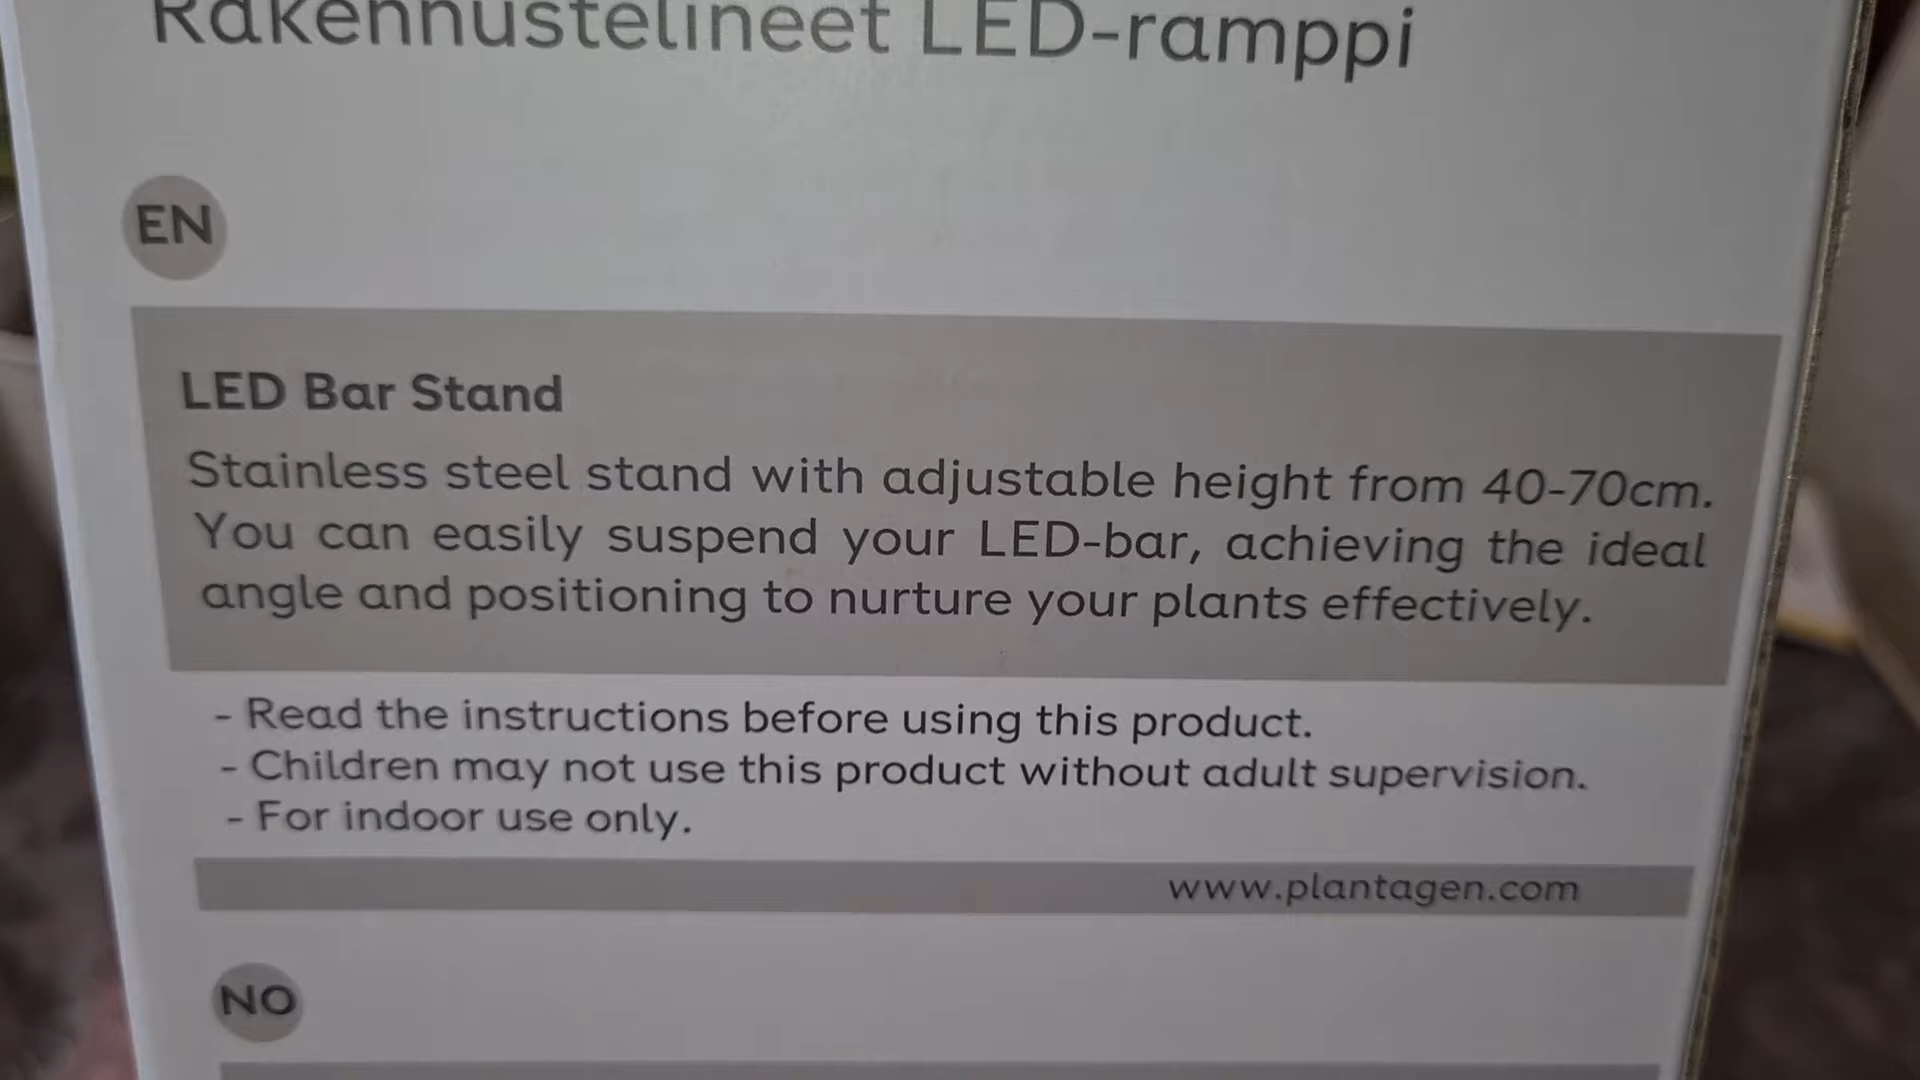 Rakennustelineet LED-ramppi
EN
LED Bar Stand
Stainless steel stand with adjustable height from 40-70cm.
You can easily suspend your LED-bar, achieving the ideal
angle and positioning to nurture your plants effectively.
- Read the instructions before using this product.
- Children may not use this product without adult supervision.
- For indoor use only.
www.plantagen.com
NO